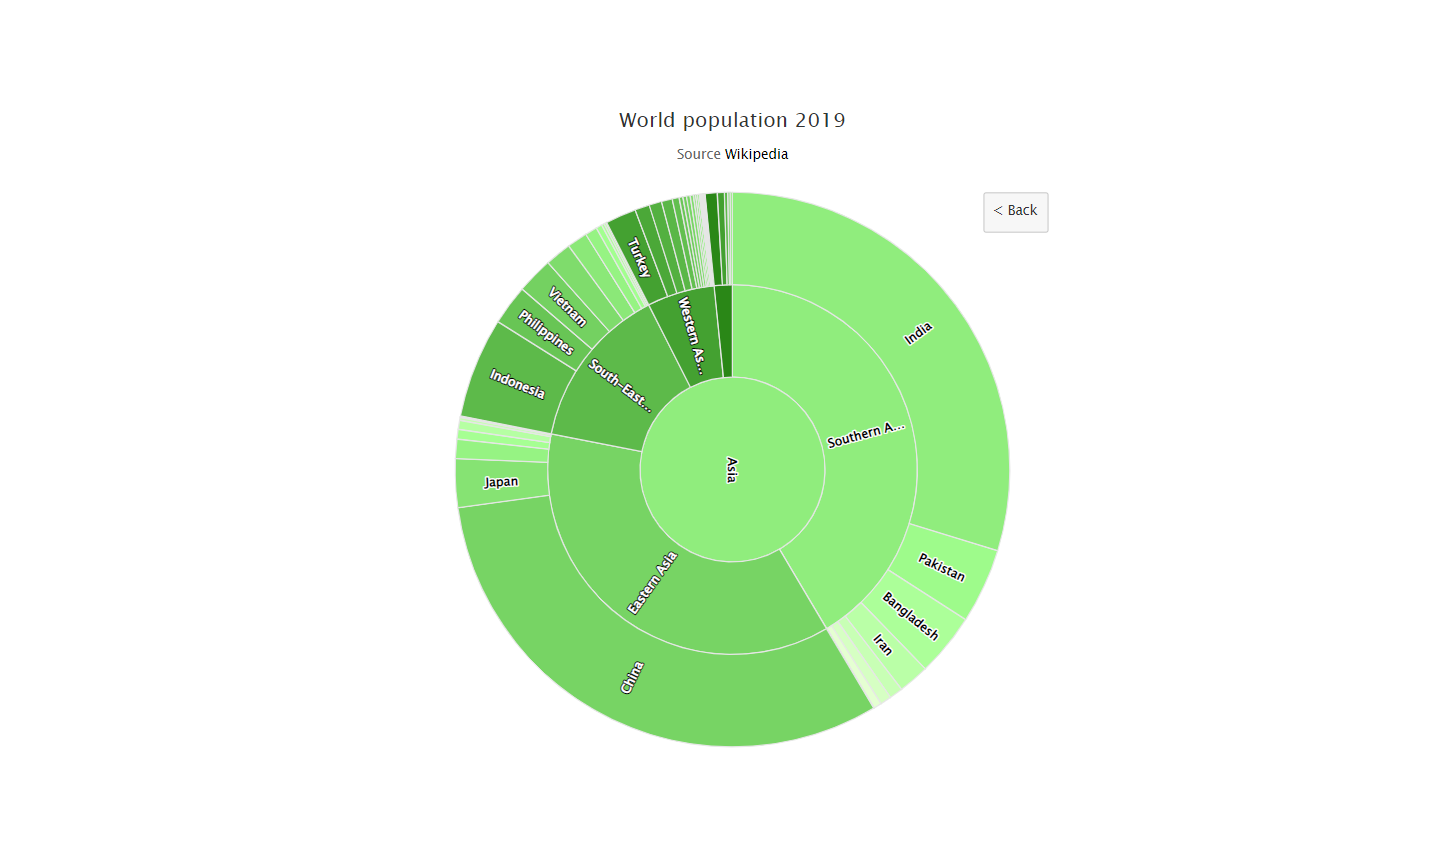 World population 2019
Source Wikipedia
< Back
Turkey
Western As…
Vietnam
Philippines
South–East…
Indonesia
India
Southern A…
Asia
Japan
Pakistan
Bangladesh
Iran
Eastern Asia
China